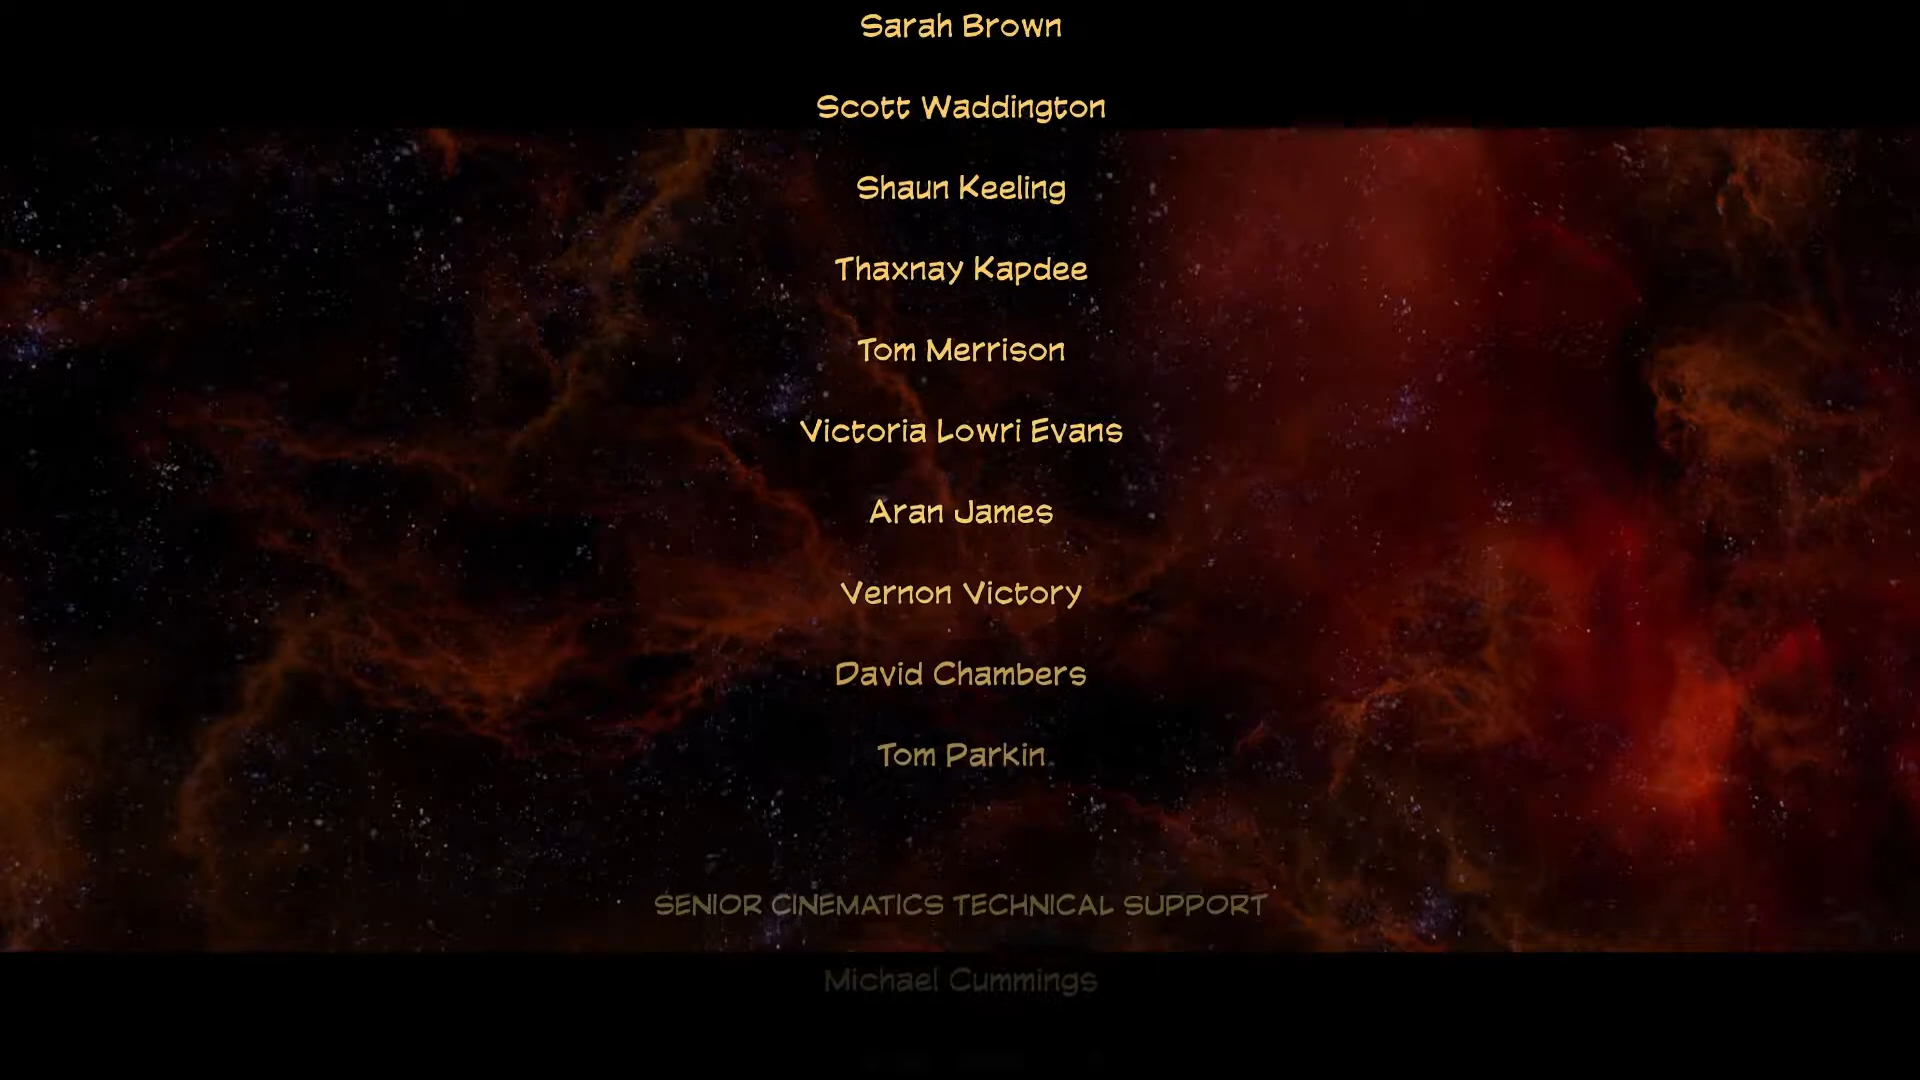 Sarah Brown
Scott Waddington
Shaun Keeling
Thaxnay Kapdee
Tom Merrison
Victoria Lowri Evans
Aran James
Vernon Victory
David Chambers
Tom Parkin
SENIOR CINEMATICS TECHNICAL SUPPORT
Michael Cummings